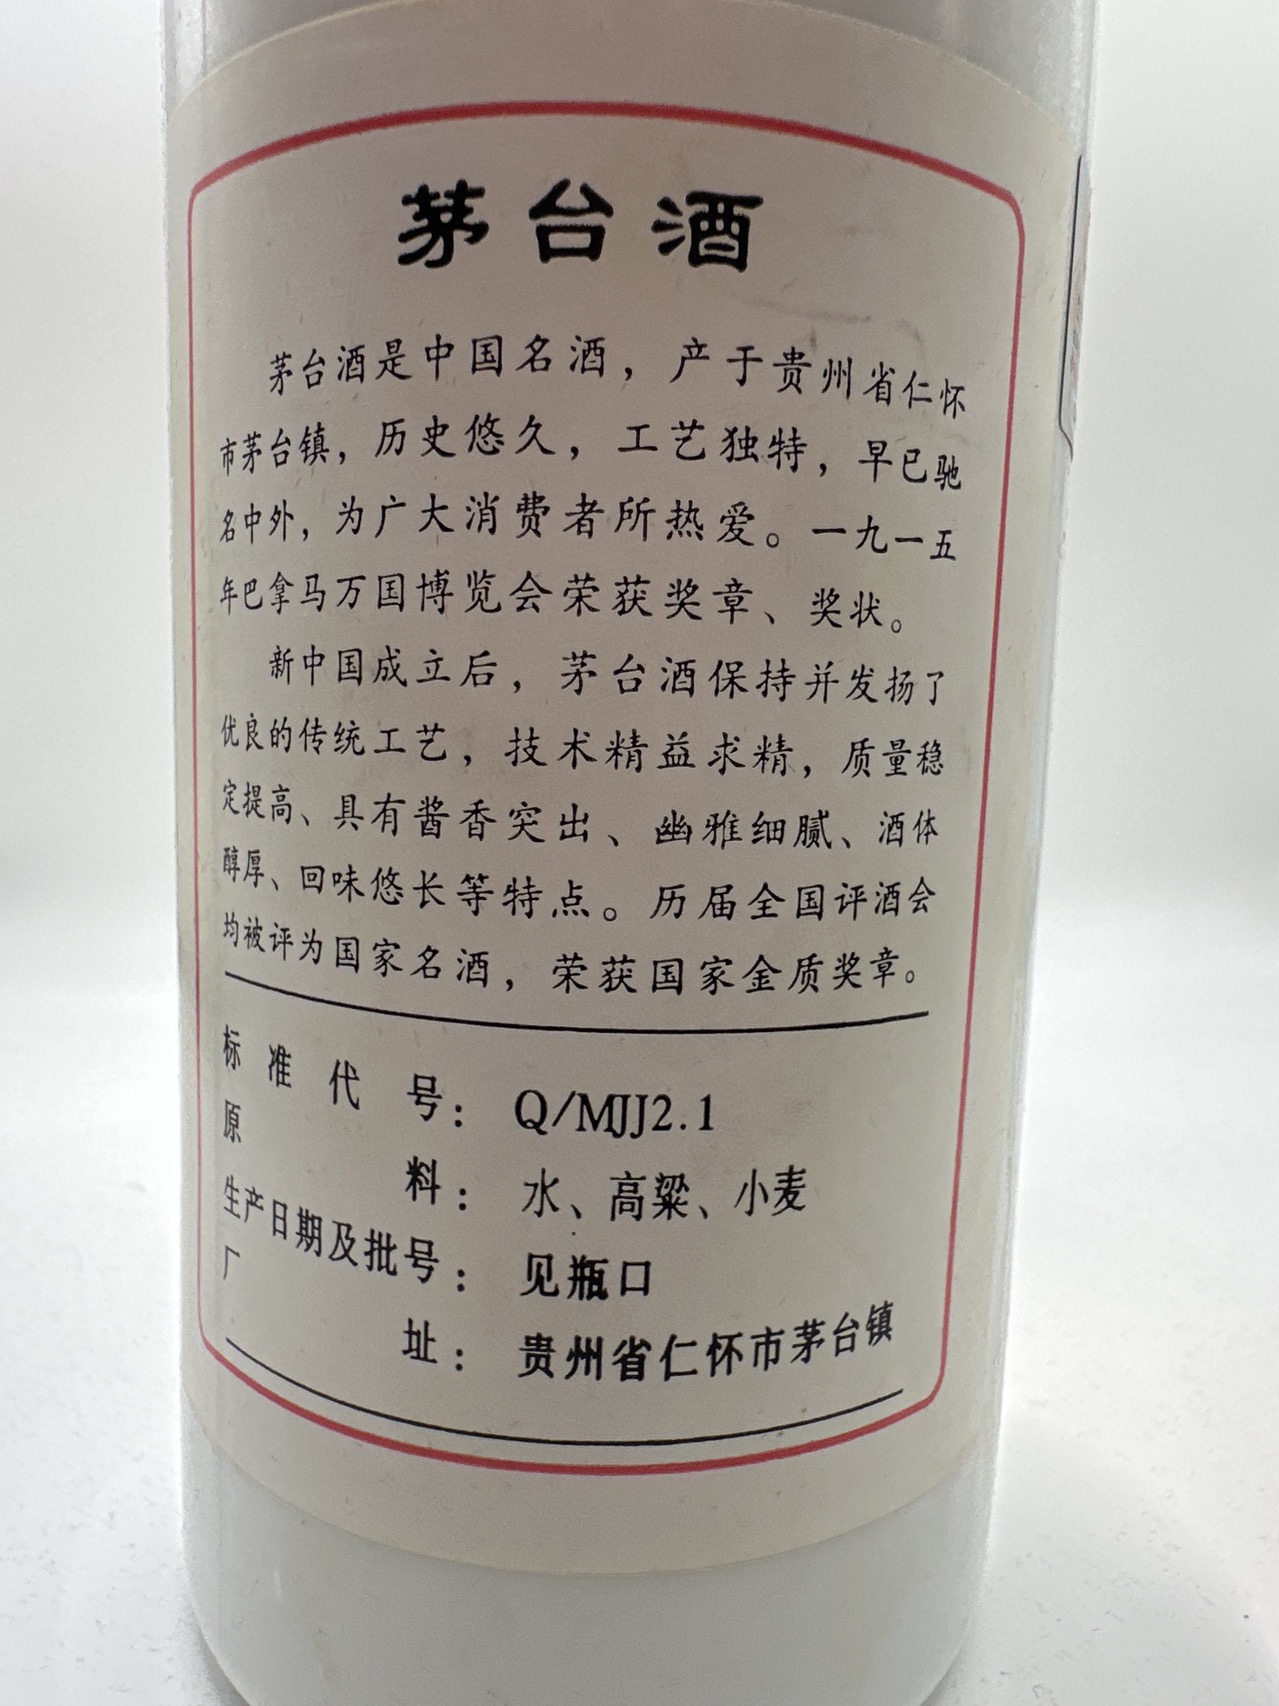 茅台酒
茅台酒是中国名酒，产于贵州省仁怀
市茅台镇，历史悠久，工艺独特，早已驰
名中外，为广大消费者所热爱。一九一五
年巴拿马万国博览会荣获奖章、奖状。
新中国成立后，茅台酒保持并发扬了
优良的传统工艺，技术精益求精，质量稳
定提高、具有酱香突出、幽雅细腻、酒体
醇厚、回味悠长等特点。历届全国评酒会
均被评为国家名酒，荣获国家金质奖章。
标准代号：Q/MJJ2.1
原料：水、高粱、小麦
生产日期及批号：见瓶口
厂址：贵州省仁怀市茅台镇